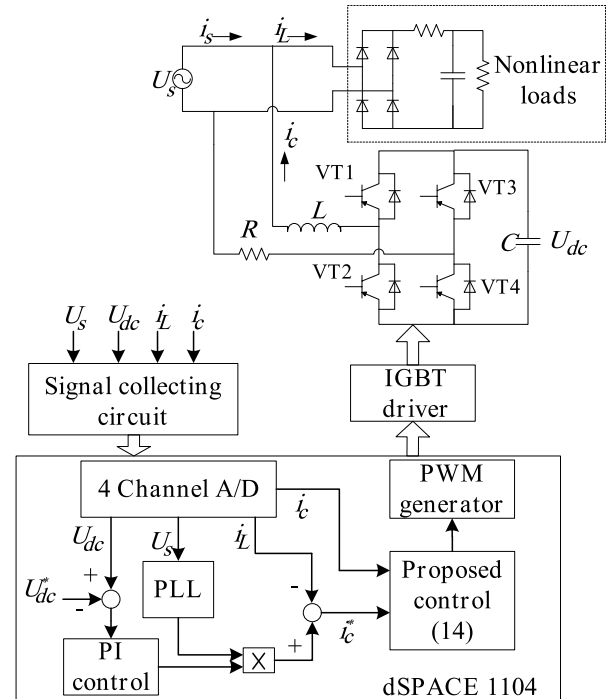 i_s
i_L
U_s
Nonlinear
loads
i_c
VT1
VT3
L
R
C
U_dc
VT2
VT4
U_s
U_dc
i_L
i_c
Signal collecting
circuit
IGBT
driver
4 Channel A/D
i_c
PWM
generator
U_dc
U_s
i_L
U*_dc
+
-
PLL
-
+
i*_c
Proposed
control
(14)
PI
control
X
dSPACE 1104